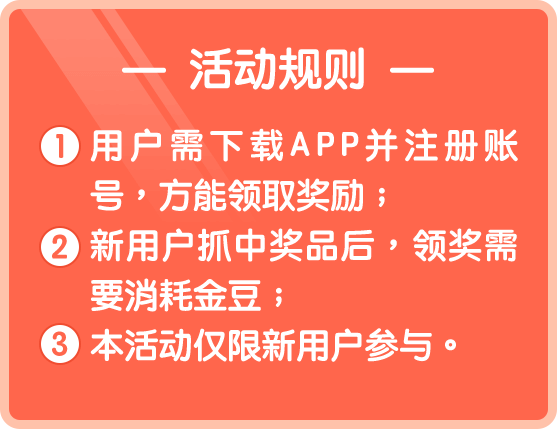 — 活动规则 —
1 用户需下载APP并注册账
号，方能领取奖励；
2 新用户抓中奖品后，领奖需
要消耗金豆；
3 本活动仅限新用户参与。